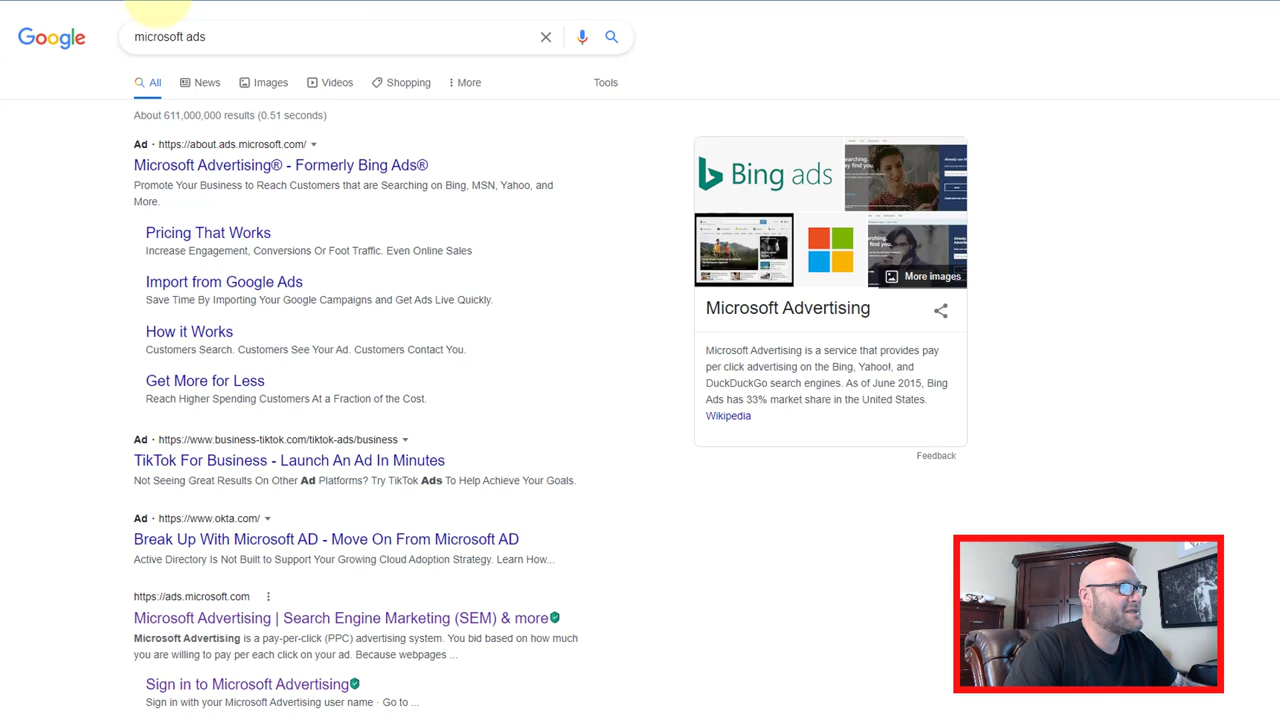 Google
microsoft ads
All
News
Images
Videos
Shopping
More
Tools
About 611,000,000 results (0.51 seconds)
Ad · https://about.ads.microsoft.com/
Microsoft Advertising® - Formerly Bing Ads®
Promote Your Business to Reach Customers that are Searching on Bing, MSN, Yahoo, and
More.
Pricing That Works
Increase Engagement, Conversions Or Foot Traffic. Even Online Sales
Import from Google Ads
Save Time By Importing Your Google Campaigns and Get Ads Live Quickly.
How it Works
Customers Search. Customers See Your Ad. Customers Contact You.
Get More for Less
Reach Higher Spending Customers At a Fraction of the Cost.
Ad · https://www.business-tiktok.com/tiktok-ads/business
TikTok For Business - Launch An Ad In Minutes
Not Seeing Great Results On Other Ad Platforms? Try TikTok Ads To Help Achieve Your Goals.
Ad · https://www.okta.com/
Break Up With Microsoft AD - Move On From Microsoft AD
Active Directory Is Not Built to Support Your Growing Cloud Adoption Strategy. Learn How...
https://ads.microsoft.com
Microsoft Advertising | Search Engine Marketing (SEM) & more
Microsoft Advertising is a pay-per-click (PPC) advertising system. You bid based on how much
you are willing to pay per each click on your ad. Because webpages ...
Sign in to Microsoft Advertising
Sign in with your Microsoft Advertising user name · Go to ...
Bing ads
More images
Microsoft Advertising
Microsoft Advertising is a service that provides pay
per click advertising on the Bing, Yahoo!, and
DuckDuckGo search engines. As of June 2015, Bing
Ads has 33% market share in the United States.
Wikipedia
Feedback